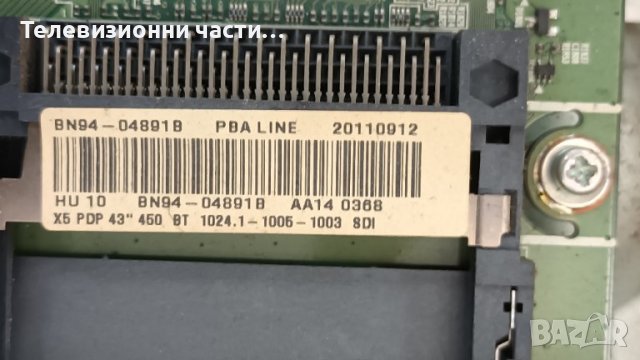 Телевизионни части...
BN94-04891B PBA LINE 20110912
HU 10 BN94-04891B AA14 0368
X5 PDP 43" 450 BT 1024.1-1005-1003 SDI
BAZAR